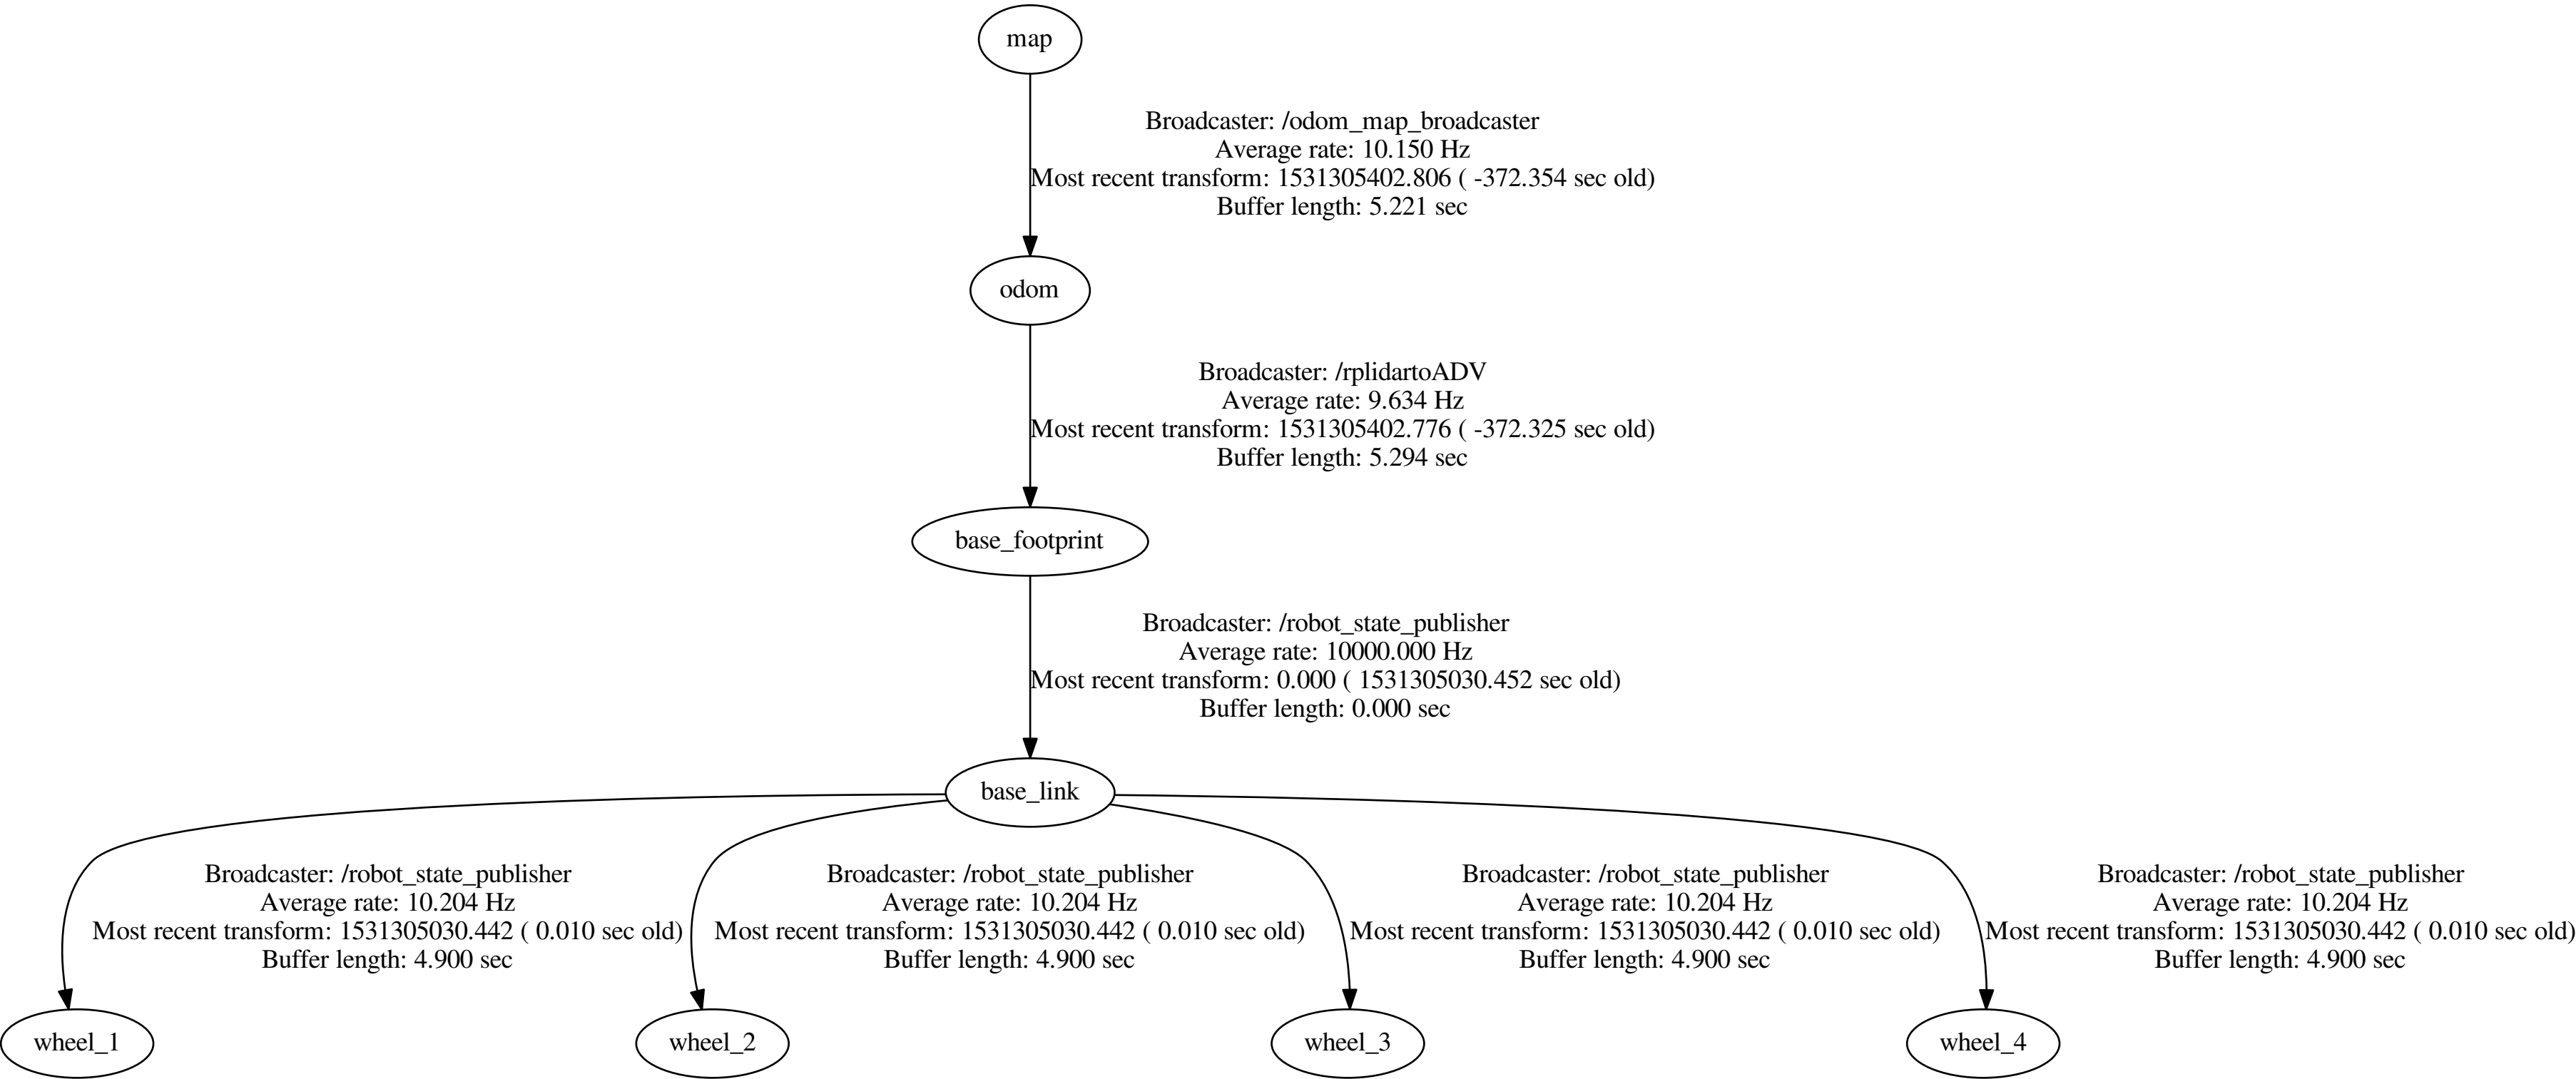 map
Broadcaster: /odom_map_broadcaster
Average rate: 10.150 Hz
Most recent transform: 1531305402.806 ( -372.354 sec old)
Buffer length: 5.221 sec
odom
Broadcaster: /rplidartoADV
Average rate: 9.634 Hz
Most recent transform: 1531305402.776 ( -372.325 sec old)
Buffer length: 5.294 sec
base_footprint
Broadcaster: /robot_state_publisher
Average rate: 10000.000 Hz
Most recent transform: 0.000 ( 1531305030.452 sec old)
Buffer length: 0.000 sec
base_link
Broadcaster: /robot_state_publisher
Average rate: 10.204 Hz
Most recent transform: 1531305030.442 ( 0.010 sec old)
Buffer length: 4.900 sec
Broadcaster: /robot_state_publisher
Average rate: 10.204 Hz
Most recent transform: 1531305030.442 ( 0.010 sec old)
Buffer length: 4.900 sec
Broadcaster: /robot_state_publisher
Average rate: 10.204 Hz
Most recent transform: 1531305030.442 ( 0.010 sec old)
Buffer length: 4.900 sec
Broadcaster: /robot_state_publisher
Average rate: 10.204 Hz
Most recent transform: 1531305030.442 ( 0.010 sec old)
Buffer length: 4.900 sec
wheel_1
wheel_2
wheel_3
wheel_4